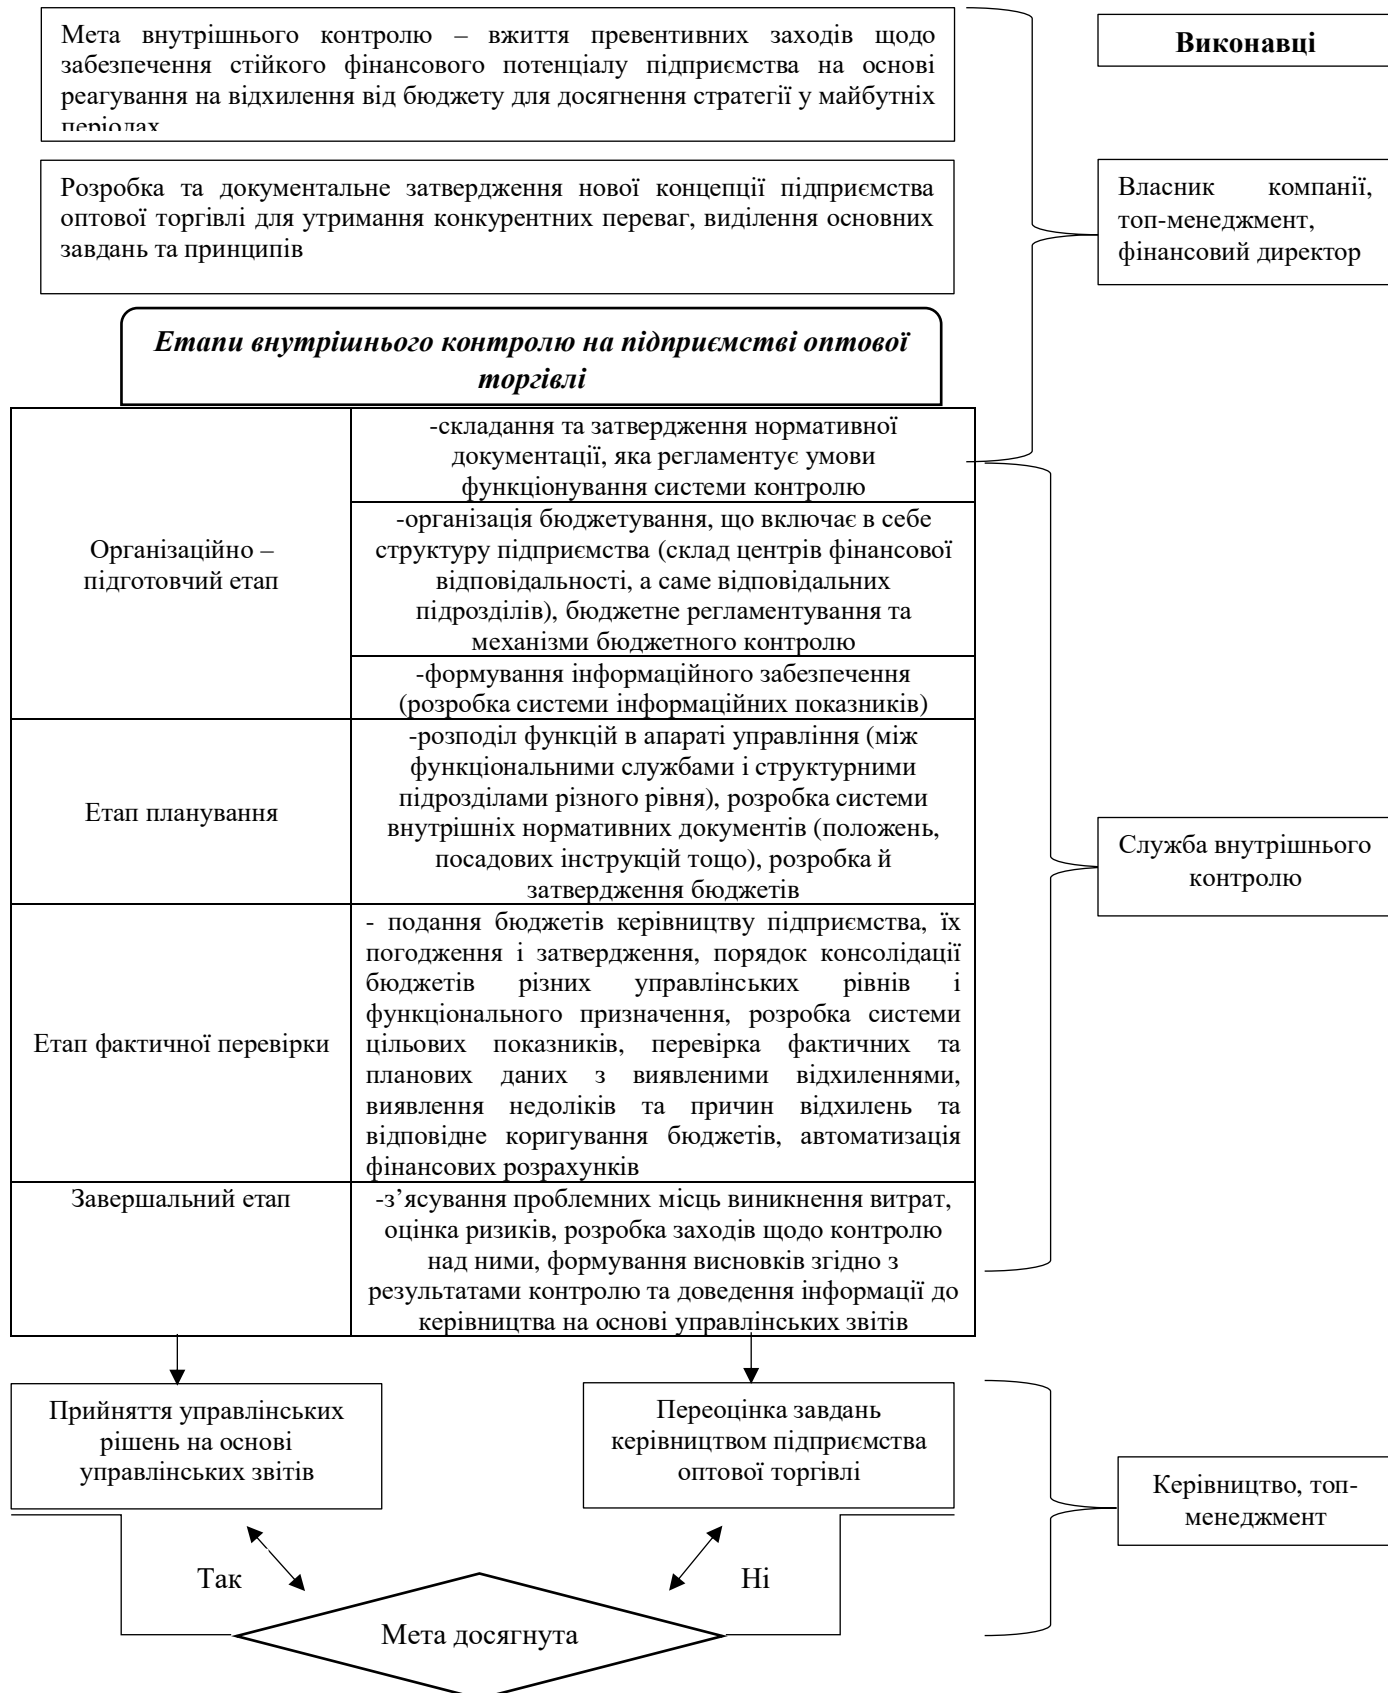 Мета внутрішнього контролю – вжиття превентивних заходів щодо
забезпечення стійкого фінансового потенціалу підприємства на основі
реагування на відхилення від бюджету для досягнення стратегії у майбутніх
періодах
Виконавці
Розробка та документальне затвердження нової концепції підприємства
оптової торгівлі для утримання конкурентних переваг, виділення основних
завдань та принципів
Власник компанії,
топ-менеджмент,
фінансовий директор
Етапи внутрішнього контролю на підприємстві оптової
торгівлі
Організаційно –
підготовчий етап
-складання та затвердження нормативної
документації, яка регламентує умови
функціонування системи контролю
-організація бюджетування, що включає в себе
структуру підприємства (склад центрів фінансової
відповідальності, а саме відповідальних
підрозділів), бюджетне регламентування та
механізми бюджетного контролю
-формування інформаційного забезпечення
(розробка системи інформаційних показників)
Етап планування
-розподіл функцій в апараті управління (між
функціональними службами і структурними
підрозділами різного рівня), розробка системи
внутрішніх нормативних документів (положень,
посадових інструкцій тощо), розробка й
затвердження бюджетів
Служба внутрішнього
контролю
Етап фактичної перевірки
- подання бюджетів керівництву підприємства, їх
погодження і затвердження, порядок консолідації
бюджетів різних управлінських рівнів і
функціонального призначення, розробка системи
цільових показників, перевірка фактичних та
планових даних з виявленими відхиленнями,
виявлення недоліків та причин відхилень та
відповідне коригування бюджетів, автоматизація
фінансових розрахунків
Завершальний етап
-з’ясування проблемних місць виникнення витрат,
оцінка ризиків, розробка заходів щодо контролю
над ними, формування висновків згідно з
результатами контролю та доведення інформації до
керівництва на основі управлінських звітів
Прийняття управлінських
рішень на основі
управлінських звітів
Переоцінка завдань
керівництвом підприємства
оптової торгівлі
Керівництво, топ-
менеджмент
Так
Ні
Мета досягнута